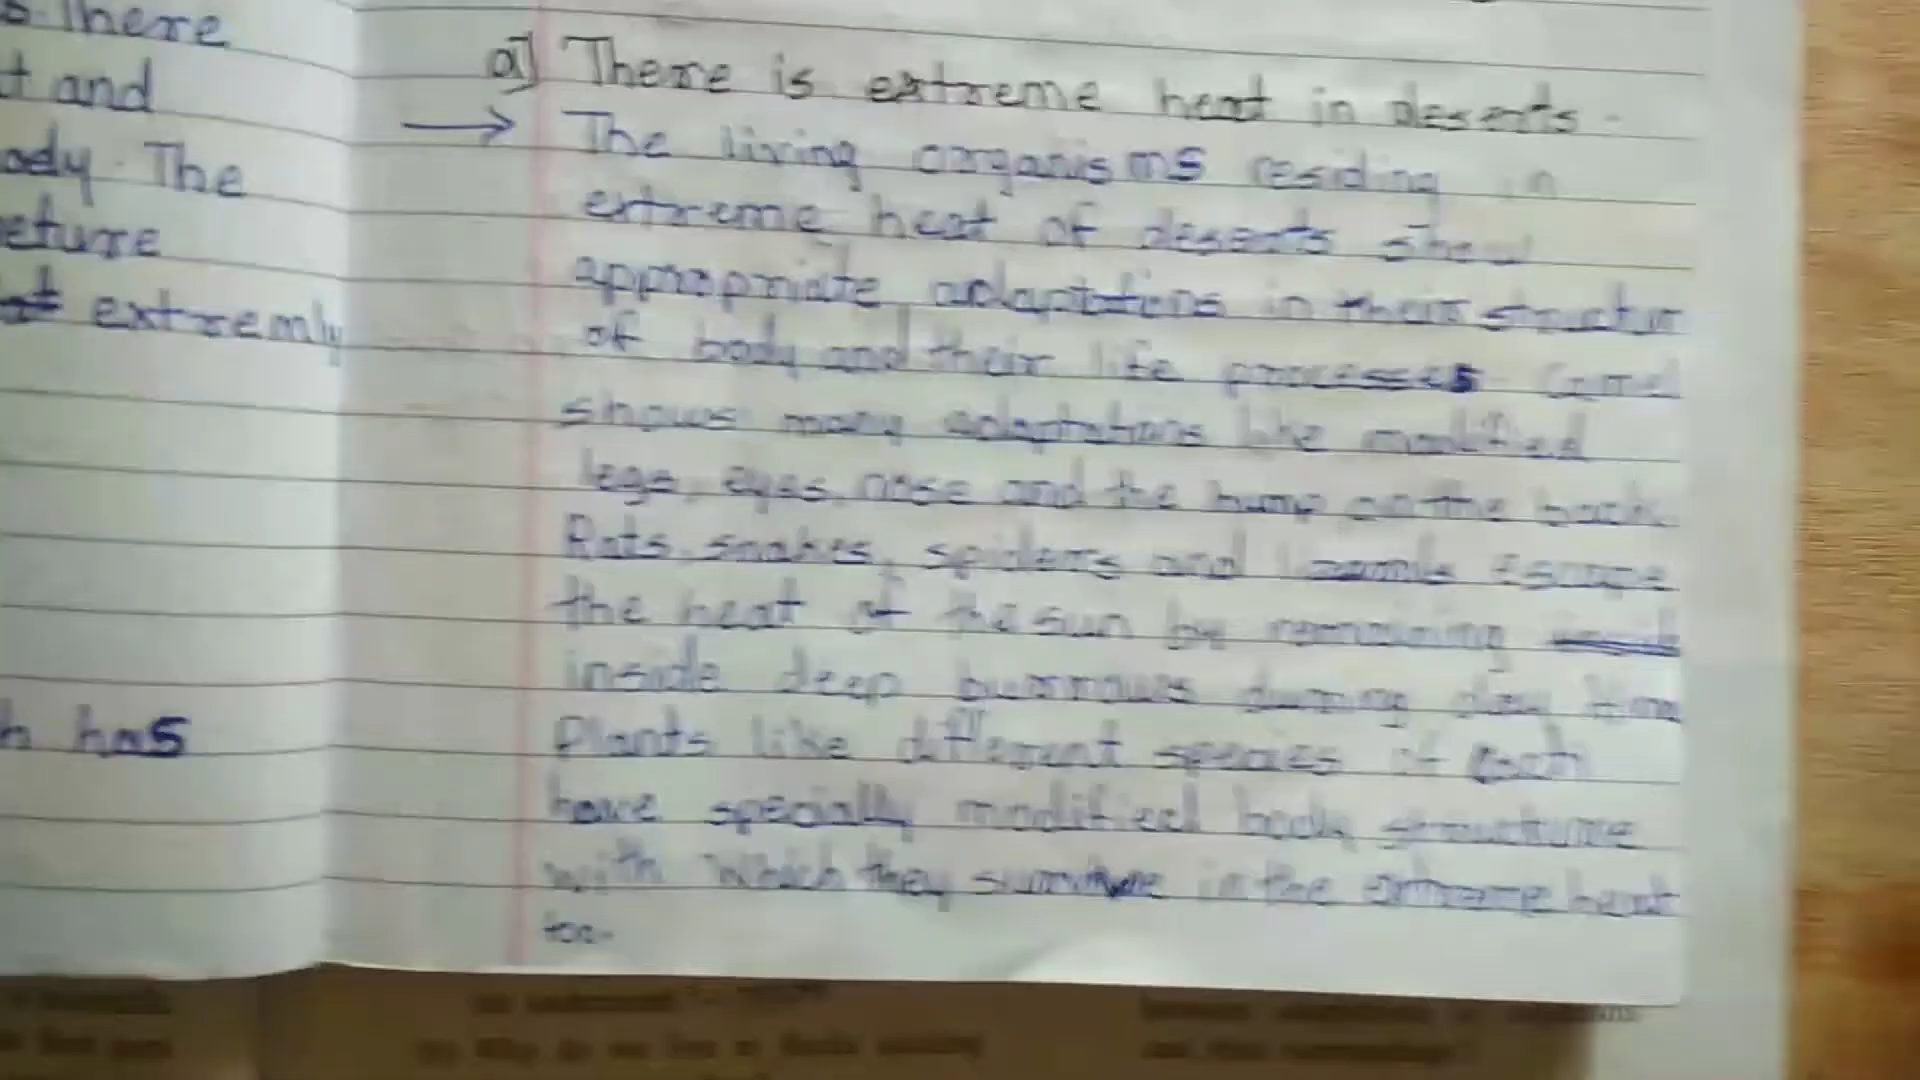 s. There
t and
ody. The
eture
extremly
h has
a] There is extreme heat in deserts.
→ The living organisms residing in
extreme heat of deserts show
appropriate adaptations in their structur
of body and their life processes Camel
shows many adaptations like modified
legs, eyes, nose and the hump on the back.
Rats, snakes, spiders and escape
the heat of the sun by remaining
inside deep burrows during day time
Plants like different species of
have specially modified body structure
with which they survive in the extreme heat
too.